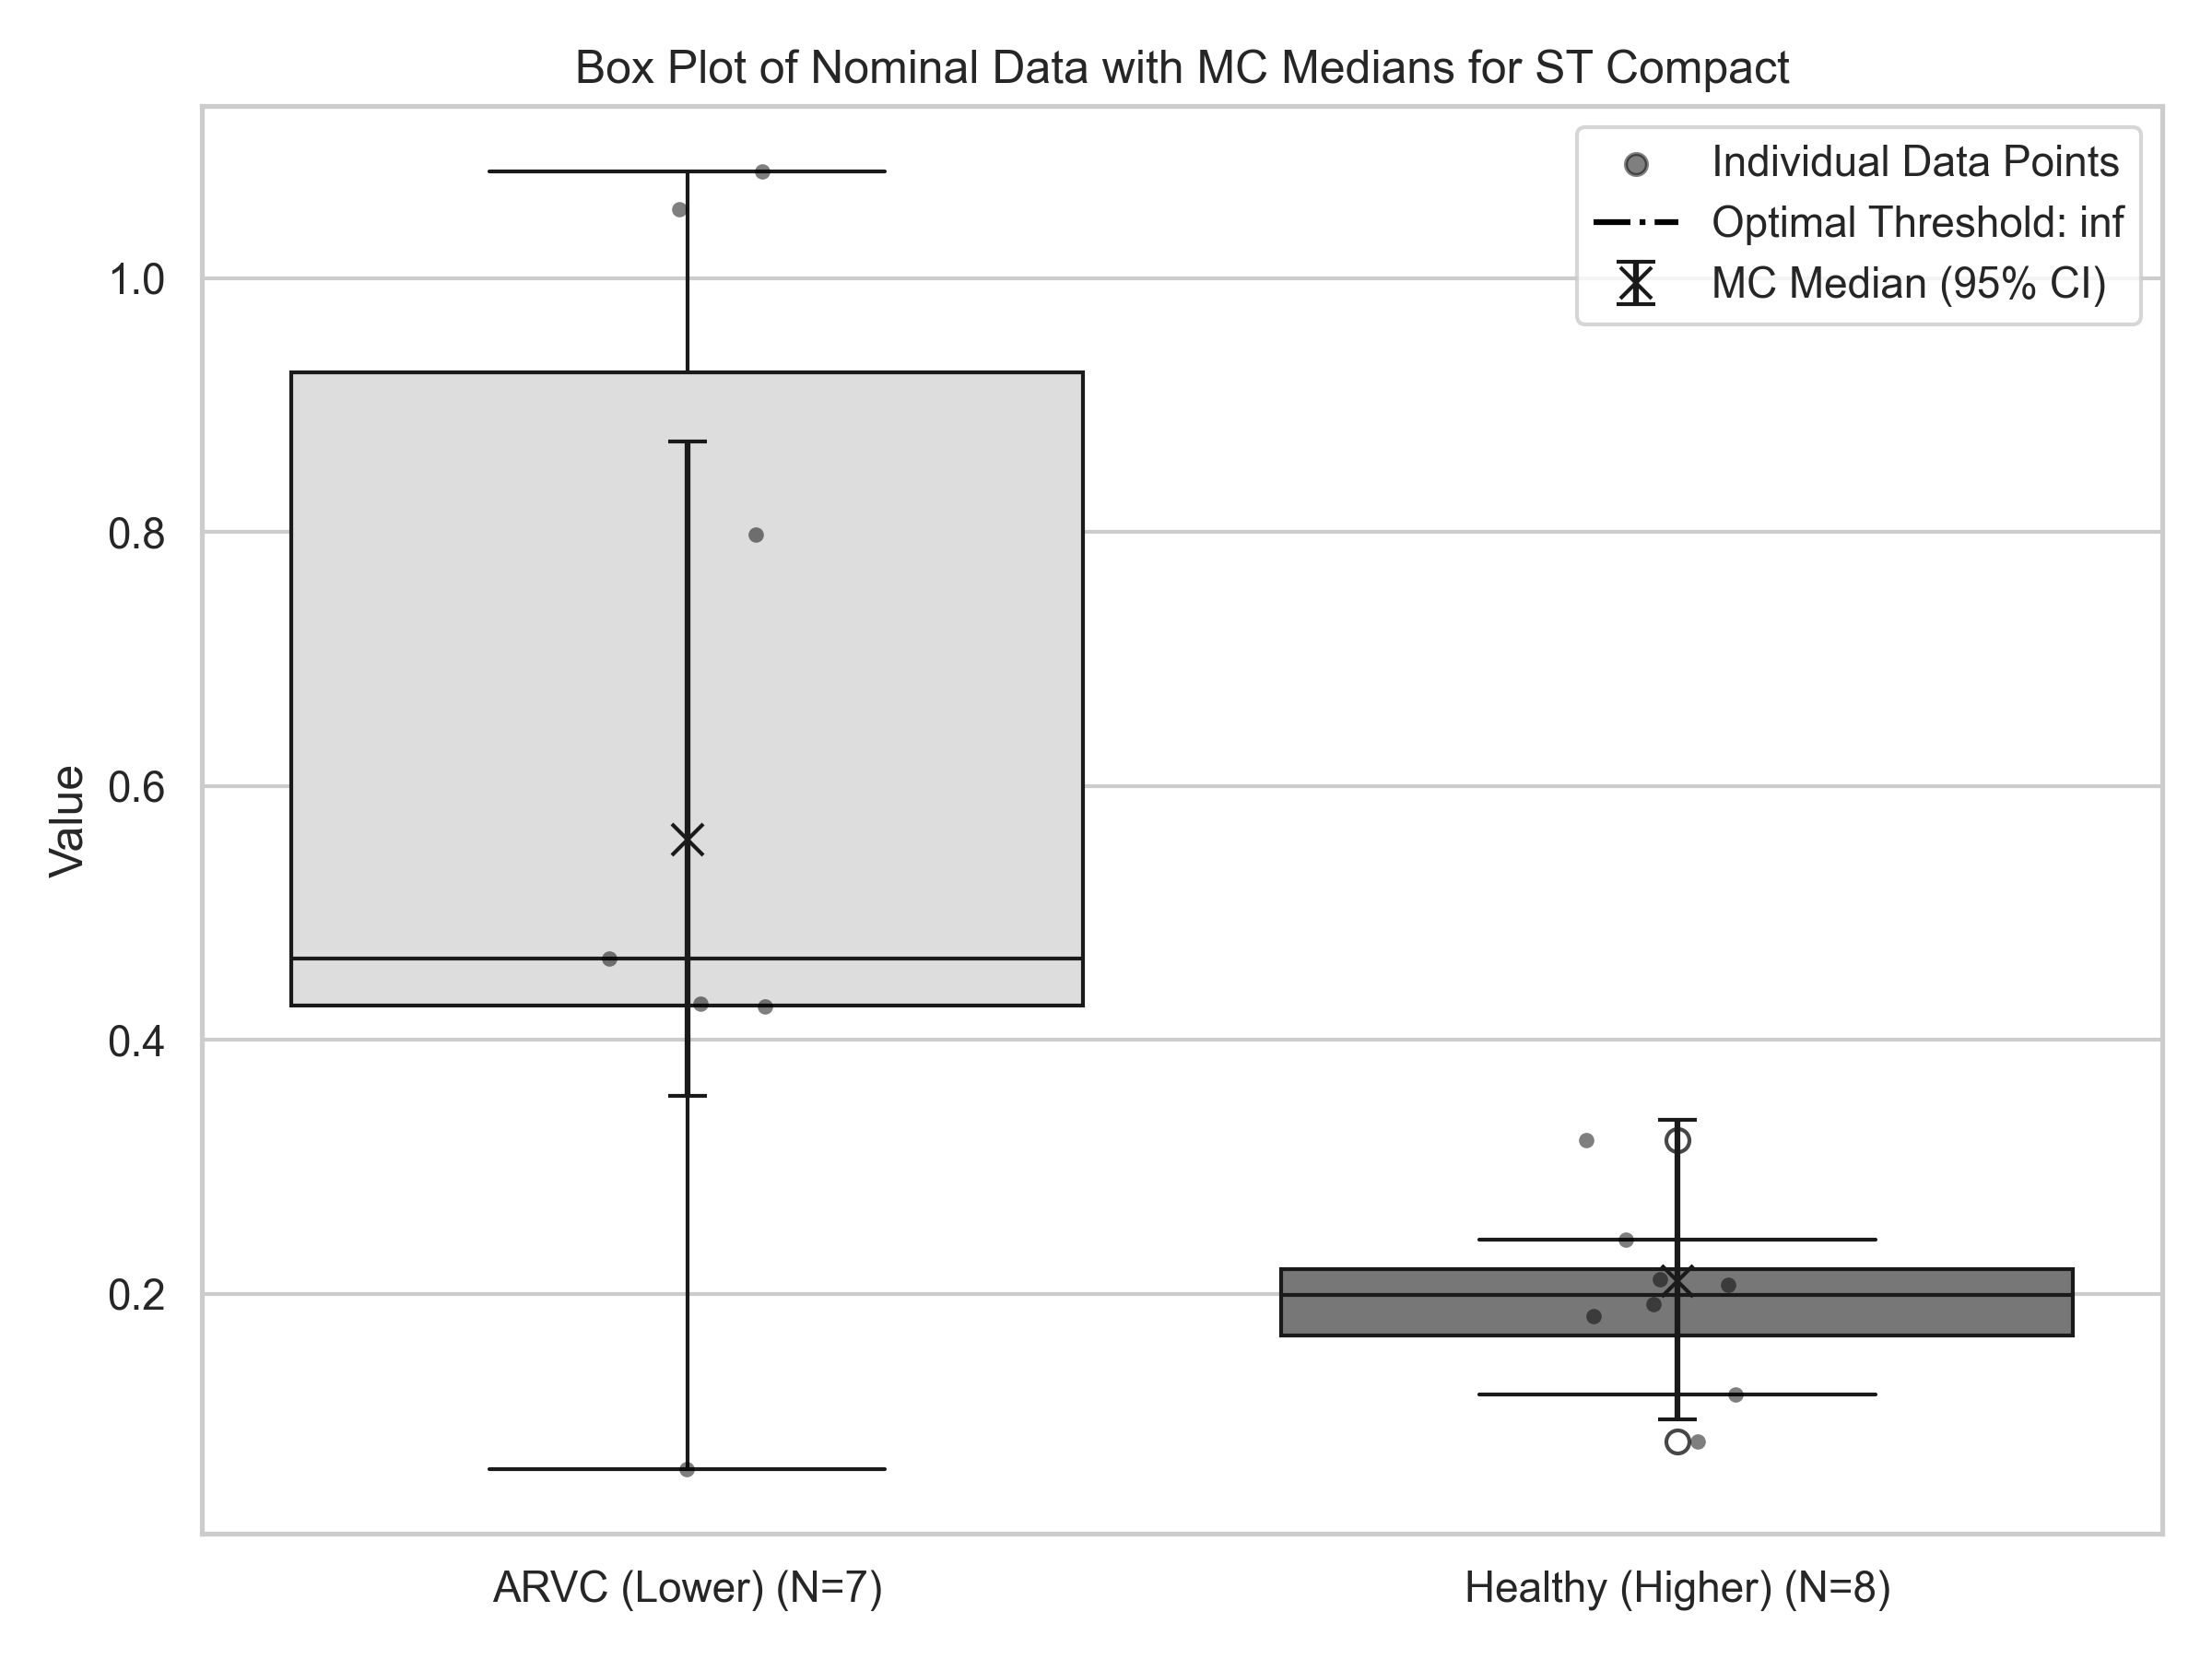 Box Plot of Nominal Data with MC Medians for ST Compact
Individual Data Points
Optimal Threshold: inf
MC Median (95% CI)
1.0
0.8
0.6
0.4
0.2
Value
ARVC (Lower) (N=7)
Healthy (Higher) (N=8)